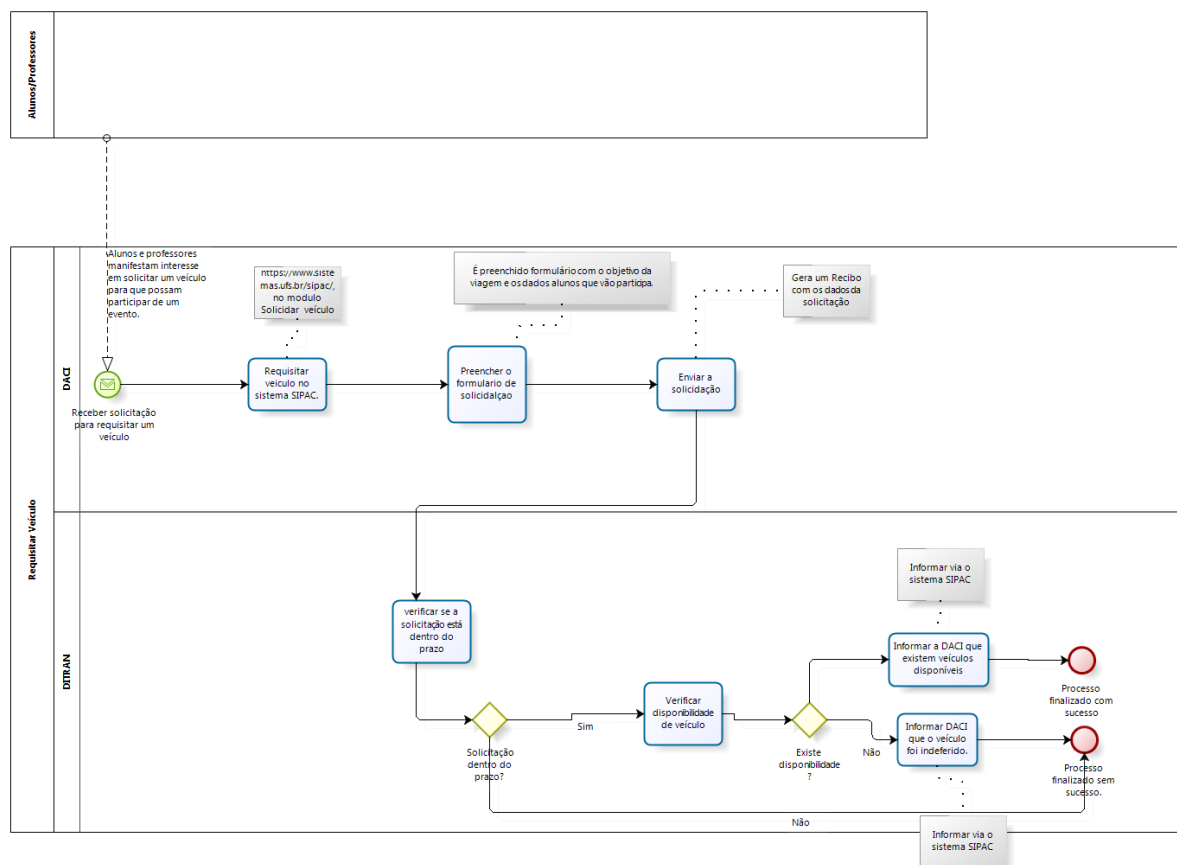 Alunos/Professores
Requisitar Veículo
DACI
Alunos e professores
manifestam interesse
em solicitar um veículo
para que possam
participar de um
evento.
Receber solicitação
para requisitar um
veículo
https://www.siste
mas.ufs.br/sipac/,
no modulo
Solicidar veículo
Requisitar
veiculo no
sistema SIPAC.
É preenchido formulário com o objetivo da
viagem e os dados alunos que vão participa.
Preencher o
formulario de
solicidalçao
Gera um Recibo
com os dados da
solicitação
Enviar a
solicidação
DITRAN
verificar se a
solicitação está
dentro do
prazo
Solicitação
dentro do
prazo?
Sim
Verificar
disponibilidade
de veículo
Existe
disponibilidade
?
Não
Informar via o
sistema SIPAC
Informar a DACI que
existem veículos
disponíveis
Processo
finalizado com
sucesso
Informar DACI
que o veículo
foi indeferido.
Processo
finalizado sem
sucesso.
Não
Informar via o
sistema SIPAC